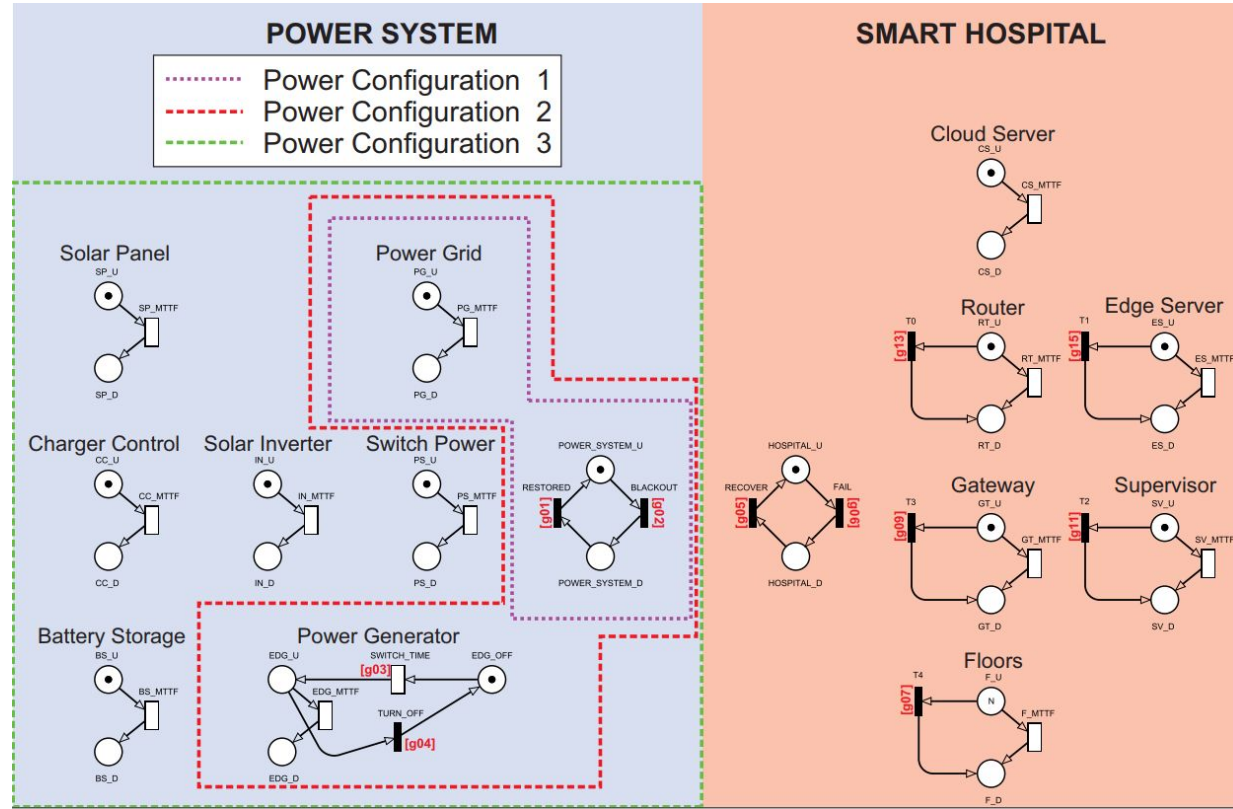 POWER SYSTEM
Power Configuration 1
Power Configuration 2
Power Configuration 3
Solar Panel
SP_U
SP_MTTF
SP_D
Power Grid
PG_U
PG_MTTF
PG_D
Charger Control
CC_U
CC_MTTF
CC_D
Solar Inverter
IN_U
IN_MTTF
IN_D
Switch Power
PS_U
PS_MTTF
PS_D
POWER_SYSTEM_U
RESTORED
BLACKOUT
[g01]
[g02]
POWER_SYSTEM_D
Battery Storage
BS_U
BS_MTTF
BS_D
Power Generator
EDG_U
SWITCH_TIME
EDG_OFF
[g03]
EDG_MTTF
TURN_OFF
[g04]
EDG_D
SMART HOSPITAL
Cloud Server
CS_U
CS_MTTF
CS_D
Router
T0
RT_U
[g13]
RT_MTTF
RT_D
Edge Server
T1
ES_U
[g15]
ES_MTTF
ES_D
HOSPITAL_U
RECOVER
FAIL
[g05]
[g06]
HOSPITAL_D
Gateway
T3
GT_U
[g09]
GT_MTTF
GT_D
Supervisor
T2
SV_U
[g11]
SV_MTTF
SV_D
Floors
T4
F_U
N
[g07]
F_MTTF
F_D